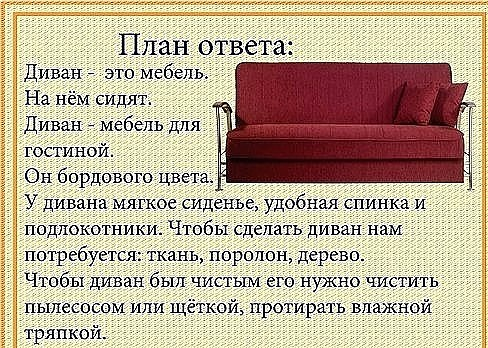 План ответа:
Диван - это мебель.
На нём сидят.
Диван - мебель для
гостиной.
Он бордового цвета.
У дивана мягкое сиденье, удобная спинка и
подлокотники. Чтобы сделать диван нам
потребуется: ткань, поролон, дерево.
Чтобы диван был чистым его нужно чистить
пылесосом или щёткой, протирать влажной
тряпкой.